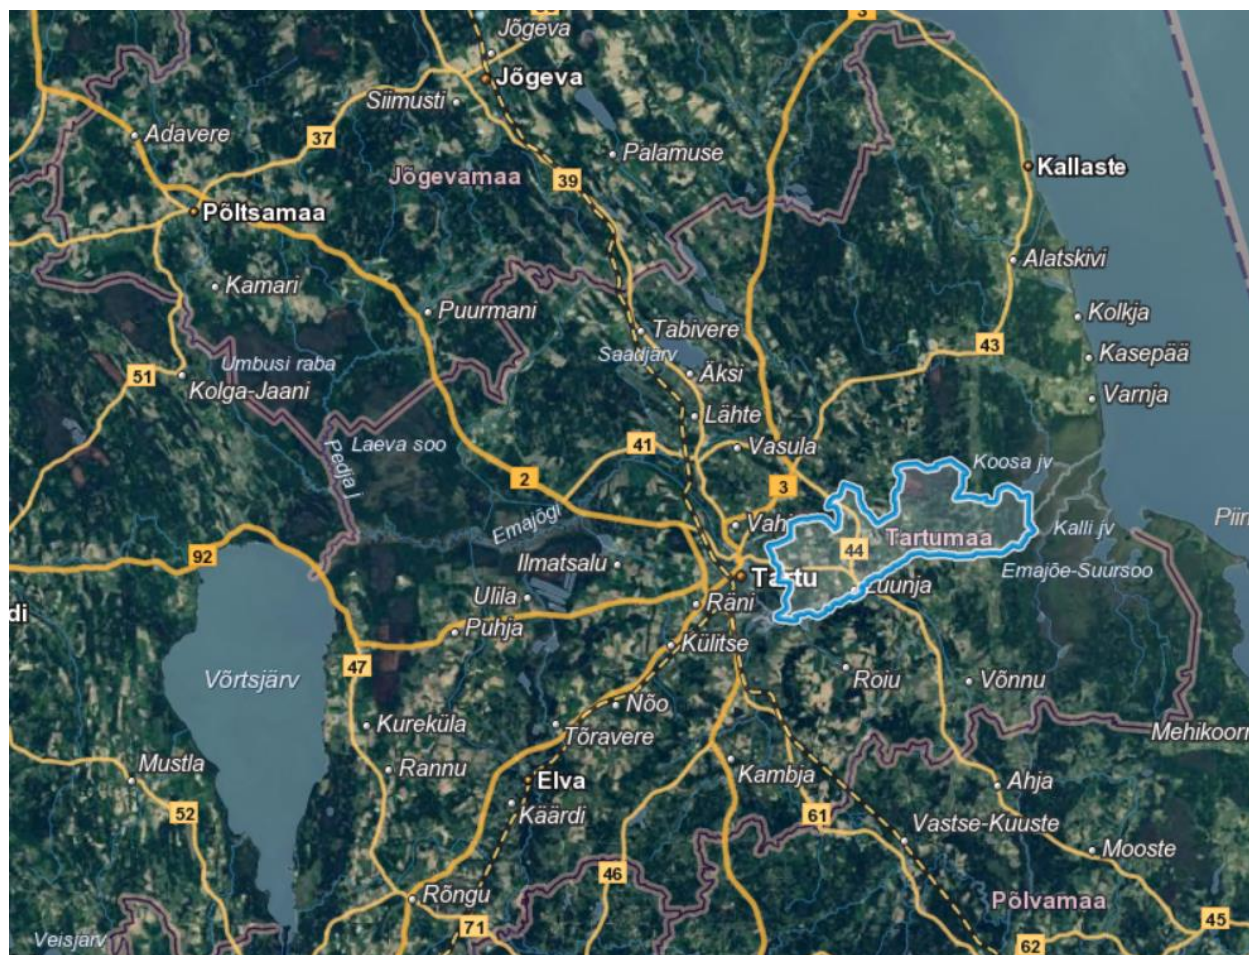 3
Jõgeva
Jõgeva
Siimusti
Adavere
37
Palamuse
Jõgevamaa
39
Kallaste
Põltsamaa
Alatskivi
Kamari
Puurmani
Kolkja
Tabivere
43
Saadjärv
Kasepää
Umbusi raba
51
Äksi
Kolga-Jaani
Varnja
Lähte
Laeva soo
41
Vasula
Pedja j
Koosa jv
2
3
Emajõgi
Vahi
Tartumaa
Kalli jv
44
92
Ilmatsalu
Emajõe-Suursoo
Tartu
Luunja
Ulila
Räni
di
Puhja
Külitse
47
Võrtsjärv
Roiu
Võnnu
Nõo
Kureküla
Tõravere
Mustla
Rannu
Elva
Kambja
Ahja
Käärdi
52
61
Vastse-Kuuste
Mooste
46
Rõngu
Põlvamaa
71
45
Veisjärv
62